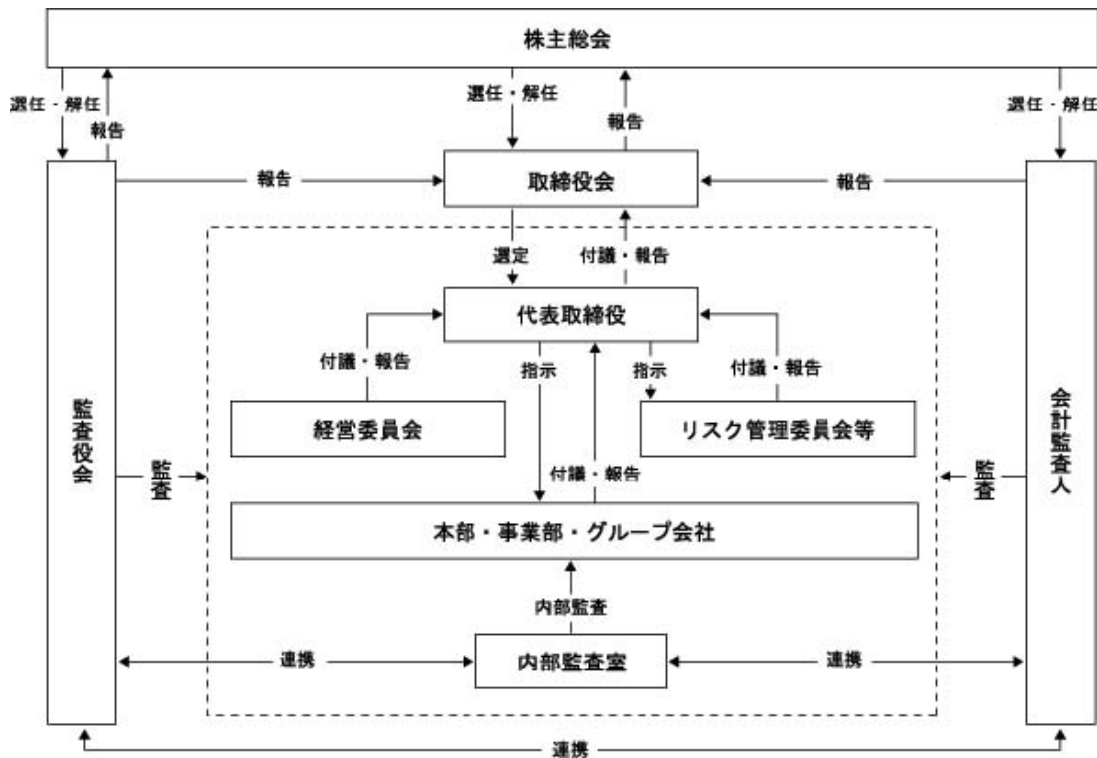 株主総会
選任・解任
選任・解任
選任・解任
報告
報告
報告
取締役会
報告
選定
付議・報告
代表取締役
付議・報告
指示
指示
付議・報告
経営委員会
リスク管理委員会等
監査役会
会計監査人
監査
付議・報告
監査
本部・事業部・グループ会社
内部監査
連携
内部監査室
連携
連携